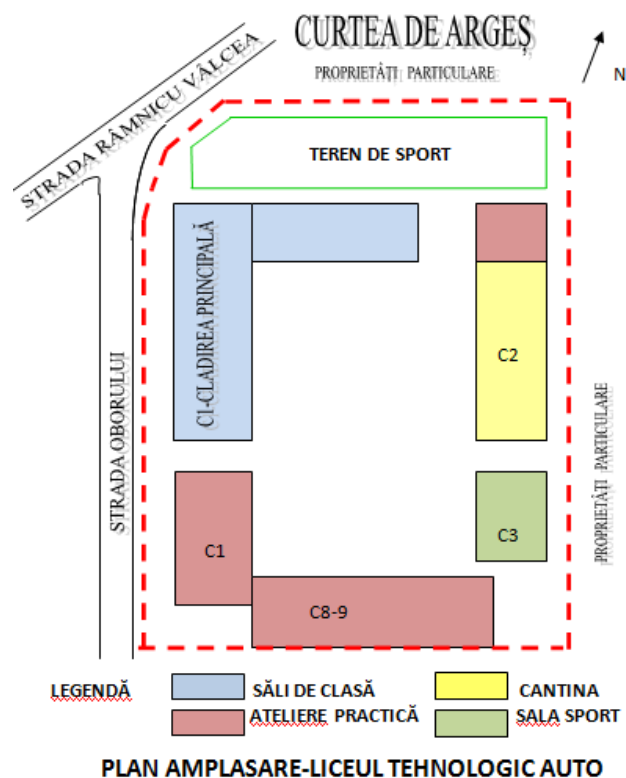 CURTEA DE ARGEȘ
PROPRIETĂȚI PARTICULARE
N
STRADA RÂMNICU VÂLCEA
TEREN DE SPORT
C1-CLADIREA PRINCIPALĂ
C2
STRADA OBORULUI
PROPRIETĂȚI PARTICULARE
C1
C3
C8-9
LEGENDĂ
SĂLI DE CLASĂ
CANTINA
ATELIERE PRACTICĂ
SALA SPORT
PLAN AMPLASARE-LICEUL TEHNOLOGIC AUTO